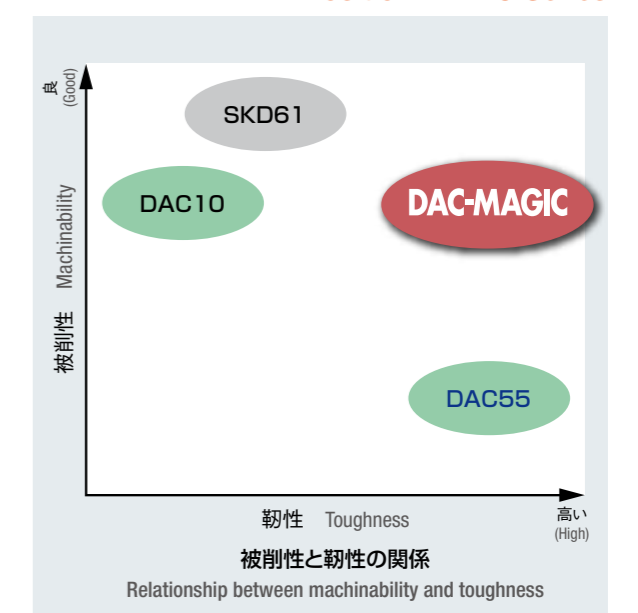 良
(Good)
SKD61
DAC10
DAC-MAGIC
DAC55
被削性 Machinability
靭性 Toughness
高い
(High)
被削性と靭性の関係
Relationship between machinability and toughness